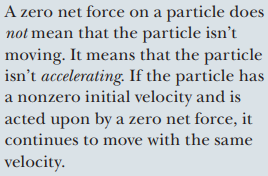 A zero net force on a particle does
not mean that the particle isn't
moving. It means that the particle
isn't accelerating. If the particle has
a nonzero initial velocity and is
acted upon by a zero net force, it
continues to move with the same
velocity.